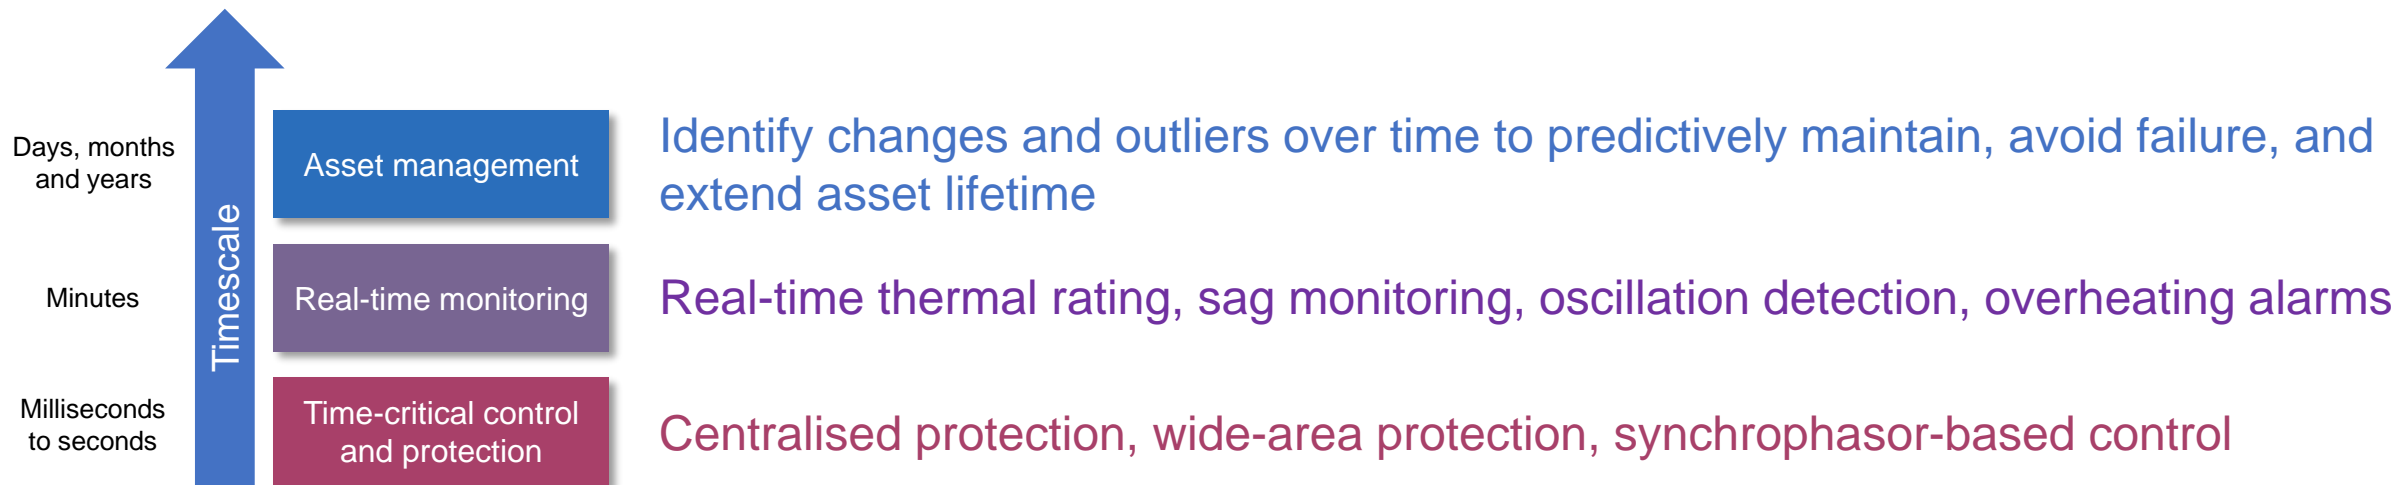 Days, months
and years
Asset management
Identify changes and outliers over time to predictively maintain, avoid failure, and
extend asset lifetime
Timescale
Minutes
Real-time monitoring
Real-time thermal rating, sag monitoring, oscillation detection, overheating alarms
Milliseconds
to seconds
Time-critical control
and protection
Centralised protection, wide-area protection, synchrophasor-based control